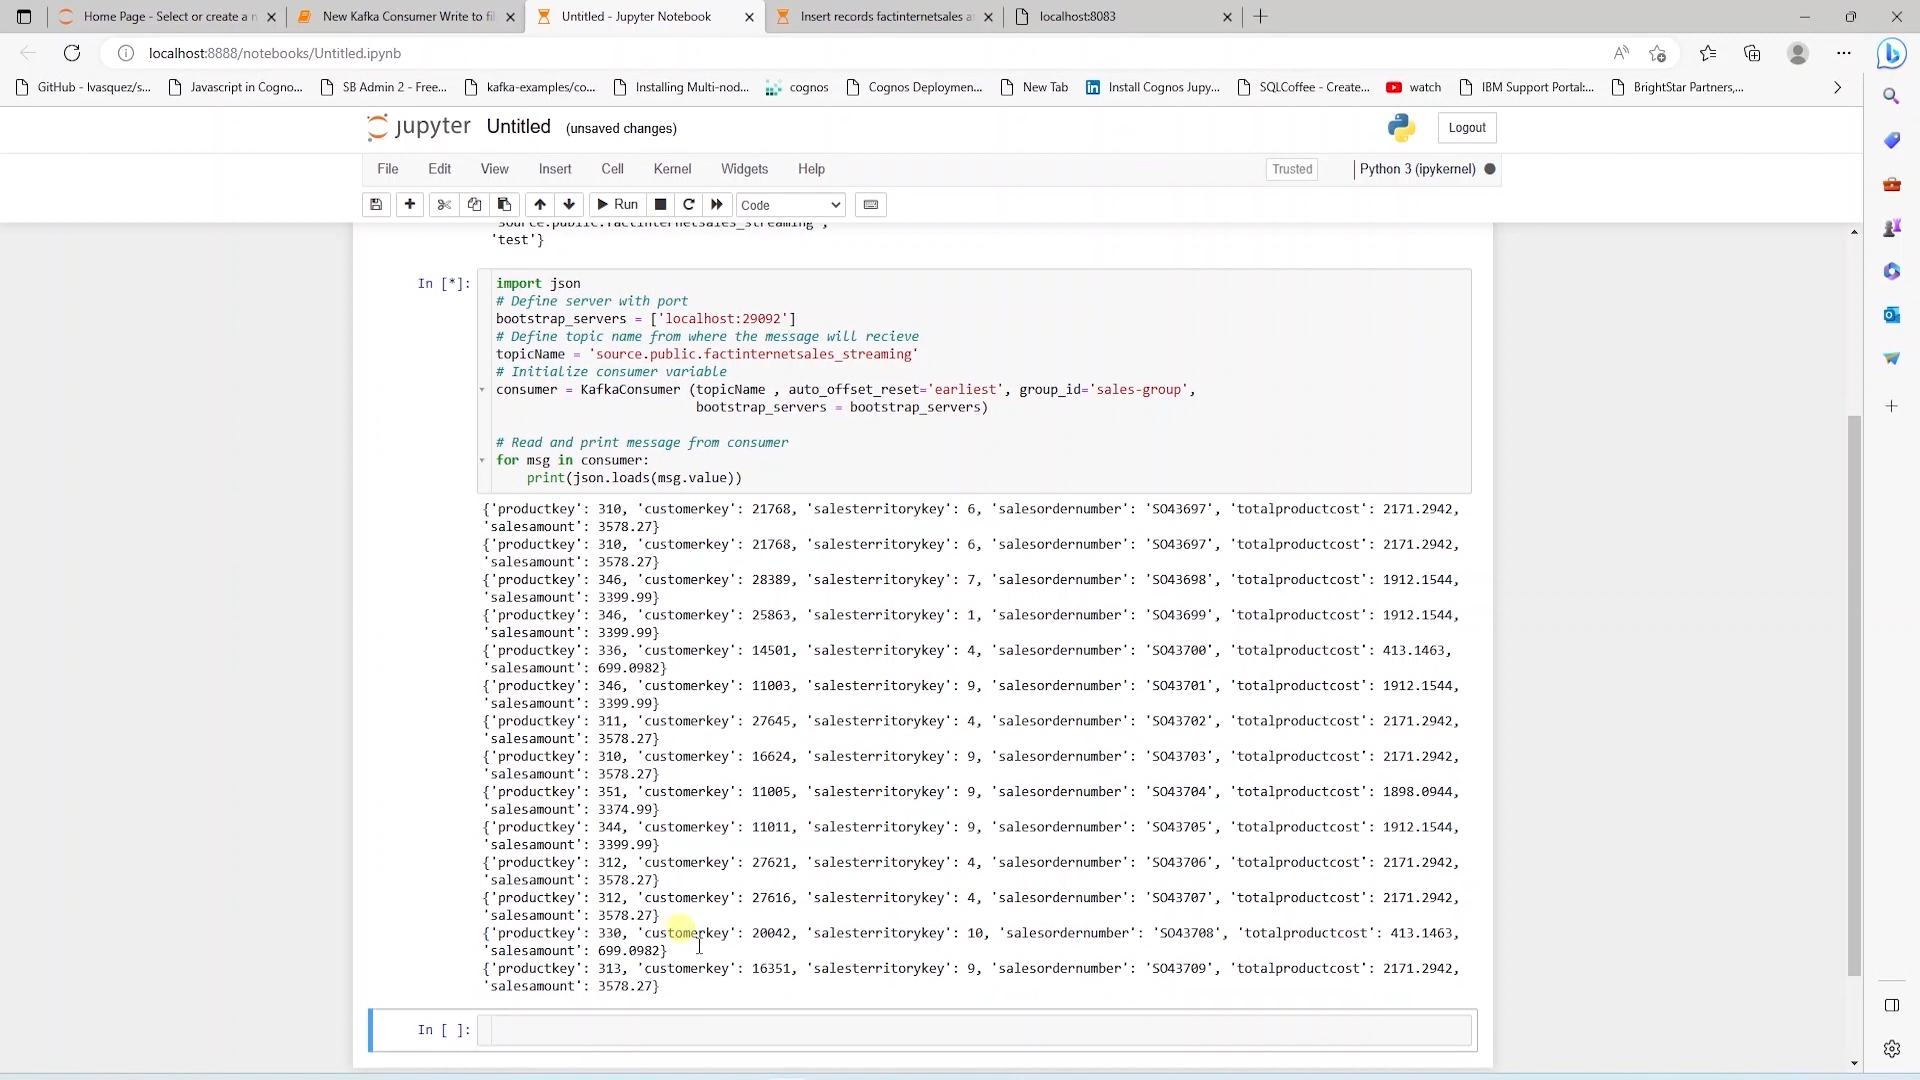 Home Page - Select or create a n
New Kafka Consumer Write to fil
Untitled - Jupyter Notebook
Insert records factinternetsales a
localhost:8083
localhost:8888/notebooks/Untitled.ipynb
GitHub - lvasquez/s...
Javascript in Cogno...
SB Admin 2 - Free...
kafka-examples/co...
Installing Multi-nod...
cognos
Cognos Deploymen...
New Tab
Install Cognos Jupy...
SQLCoffee - Create...
watch
IBM Support Portal:...
BrightStar Partners,...
jupyter Untitled (unsaved changes)
Logout
File Edit View Insert Cell Kernel Widgets Help
Trusted
Python 3 (ipykernel)
Run
Code
'source.public.factinternetsales_streaming',
'test'}
In [*]:
import json
# Define server with port
bootstrap_servers = ['localhost:29092']
# Define topic name from where the message will recieve
topicName = 'source.public.factinternetsales_streaming'
# Initialize consumer variable
consumer = KafkaConsumer (topicName , auto_offset_reset='earliest', group_id='sales-group',
bootstrap_servers = bootstrap_servers)
# Read and print message from consumer
for msg in consumer:
print(json.loads(msg.value))
{'productkey': 310, 'customerkey': 21768, 'salesterritorykey': 6, 'salesordernumber': 'SO43697', 'totalproductcost': 2171.2942,
'salesamount': 3578.27}
{'productkey': 310, 'customerkey': 21768, 'salesterritorykey': 6, 'salesordernumber': 'SO43697', 'totalproductcost': 2171.2942,
'salesamount': 3578.27}
{'productkey': 346, 'customerkey': 28389, 'salesterritorykey': 7, 'salesordernumber': 'SO43698', 'totalproductcost': 1912.1544,
'salesamount': 3399.99}
{'productkey': 346, 'customerkey': 25863, 'salesterritorykey': 1, 'salesordernumber': 'SO43699', 'totalproductcost': 1912.1544,
'salesamount': 3399.99}
{'productkey': 336, 'customerkey': 14501, 'salesterritorykey': 4, 'salesordernumber': 'SO43700', 'totalproductcost': 413.1463,
'salesamount': 699.0982}
{'productkey': 346, 'customerkey': 11003, 'salesterritorykey': 9, 'salesordernumber': 'SO43701', 'totalproductcost': 1912.1544,
'salesamount': 3399.99}
{'productkey': 311, 'customerkey': 27645, 'salesterritorykey': 4, 'salesordernumber': 'SO43702', 'totalproductcost': 2171.2942,
'salesamount': 3578.27}
{'productkey': 310, 'customerkey': 16624, 'salesterritorykey': 9, 'salesordernumber': 'SO43703', 'totalproductcost': 2171.2942,
'salesamount': 3578.27}
{'productkey': 351, 'customerkey': 11005, 'salesterritorykey': 9, 'salesordernumber': 'SO43704', 'totalproductcost': 1898.0944,
'salesamount': 3374.99}
{'productkey': 344, 'customerkey': 11011, 'salesterritorykey': 9, 'salesordernumber': 'SO43705', 'totalproductcost': 1912.1544,
'salesamount': 3399.99}
{'productkey': 312, 'customerkey': 27621, 'salesterritorykey': 4, 'salesordernumber': 'SO43706', 'totalproductcost': 2171.2942,
'salesamount': 3578.27}
{'productkey': 312, 'customerkey': 27616, 'salesterritorykey': 4, 'salesordernumber': 'SO43707', 'totalproductcost': 2171.2942,
'salesamount': 3578.27}
{'productkey': 330, 'customerkey': 20042, 'salesterritorykey': 10, 'salesordernumber': 'SO43708', 'totalproductcost': 413.1463,
'salesamount': 699.0982}
{'productkey': 313, 'customerkey': 16351, 'salesterritorykey': 9, 'salesordernumber': 'SO43709', 'totalproductcost': 2171.2942,
'salesamount': 3578.27}
In [ ]: